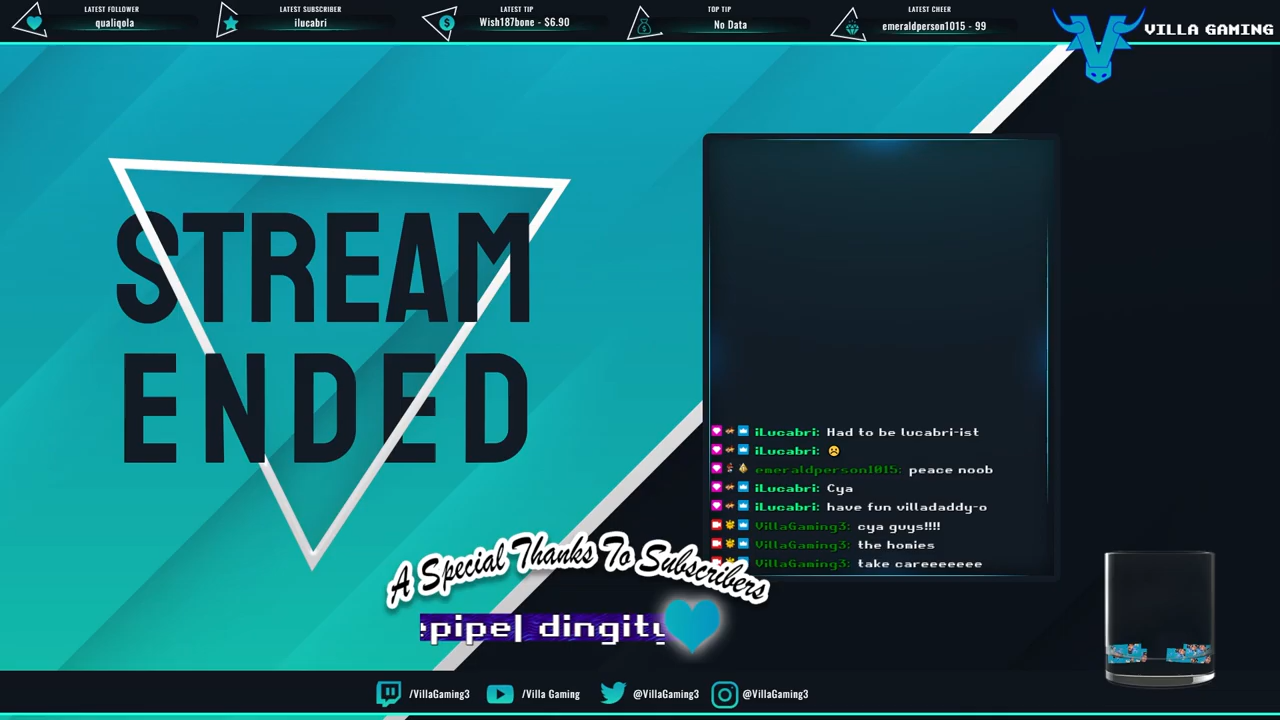 LATEST FOLLOWER
qualiqola
LATEST SUBSCRIBER
ilucabri
LATEST TIP
Wish187bone - $6.90
TOP TIP
No Data
LATEST CHEER
emeraldperson1015 - 99
VILLA GAMING
STREAM
ENDED
iLucabri: Had to be lucabri-ist
iLucabri: ☹
emeraldperson1015: peace noob
iLucabri: Cya
iLucabri: have fun villadaddy-o
VillaGaming3: cya guys!!!!
VillaGaming3: the homies
VillaGaming3: take careeeeeee
A Special Thanks To Subscribers
pipe| dingity
/VillaGaming3
/Villa Gaming
@VillaGaming3
@VillaGaming3